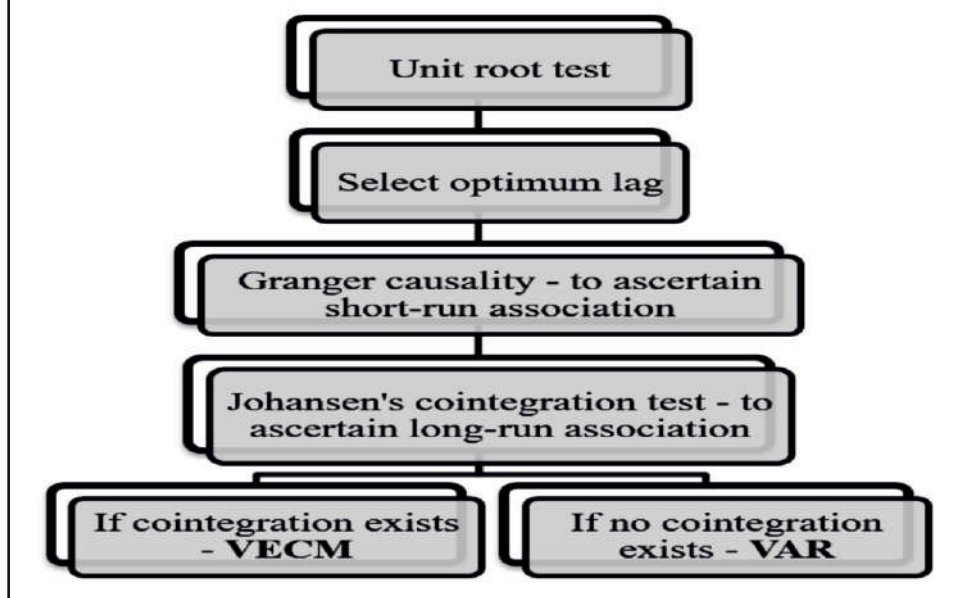 Unit root test
Select optimum lag
Granger causality - to ascertain
short-run association
Johansen's cointegration test - to
ascertain long-run association
If cointegration exists
- VECM
If no cointegration
exists - VAR